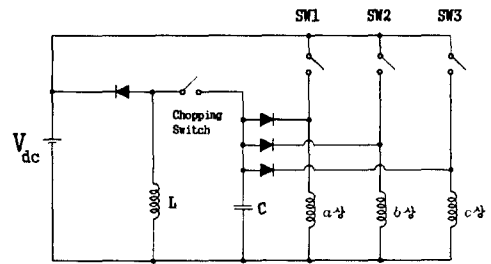 SW1 SW2 SW3
Chopping
Switch
Vdc
L
C
a상
b상
c상